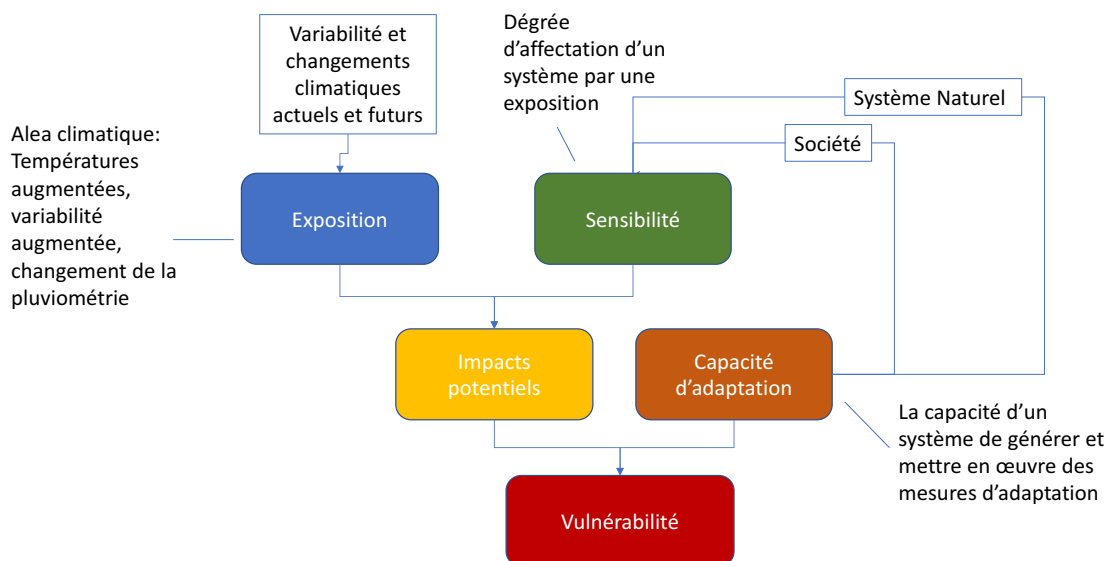 Variabilité et
changements
climatiques
actuels et futurs
Dégrée
d’affectation d’un
système par une
exposition
Système Naturel
Société
Alea climatique:
Températures
augmentées,
variabilité
augmentée,
changement de la
pluviométrie
Exposition
Sensibilité
Impacts
potentiels
Capacité
d’adaptation
La capacité d’un
système de générer et
mettre en œuvre des
mesures d’adaptation
Vulnérabilité